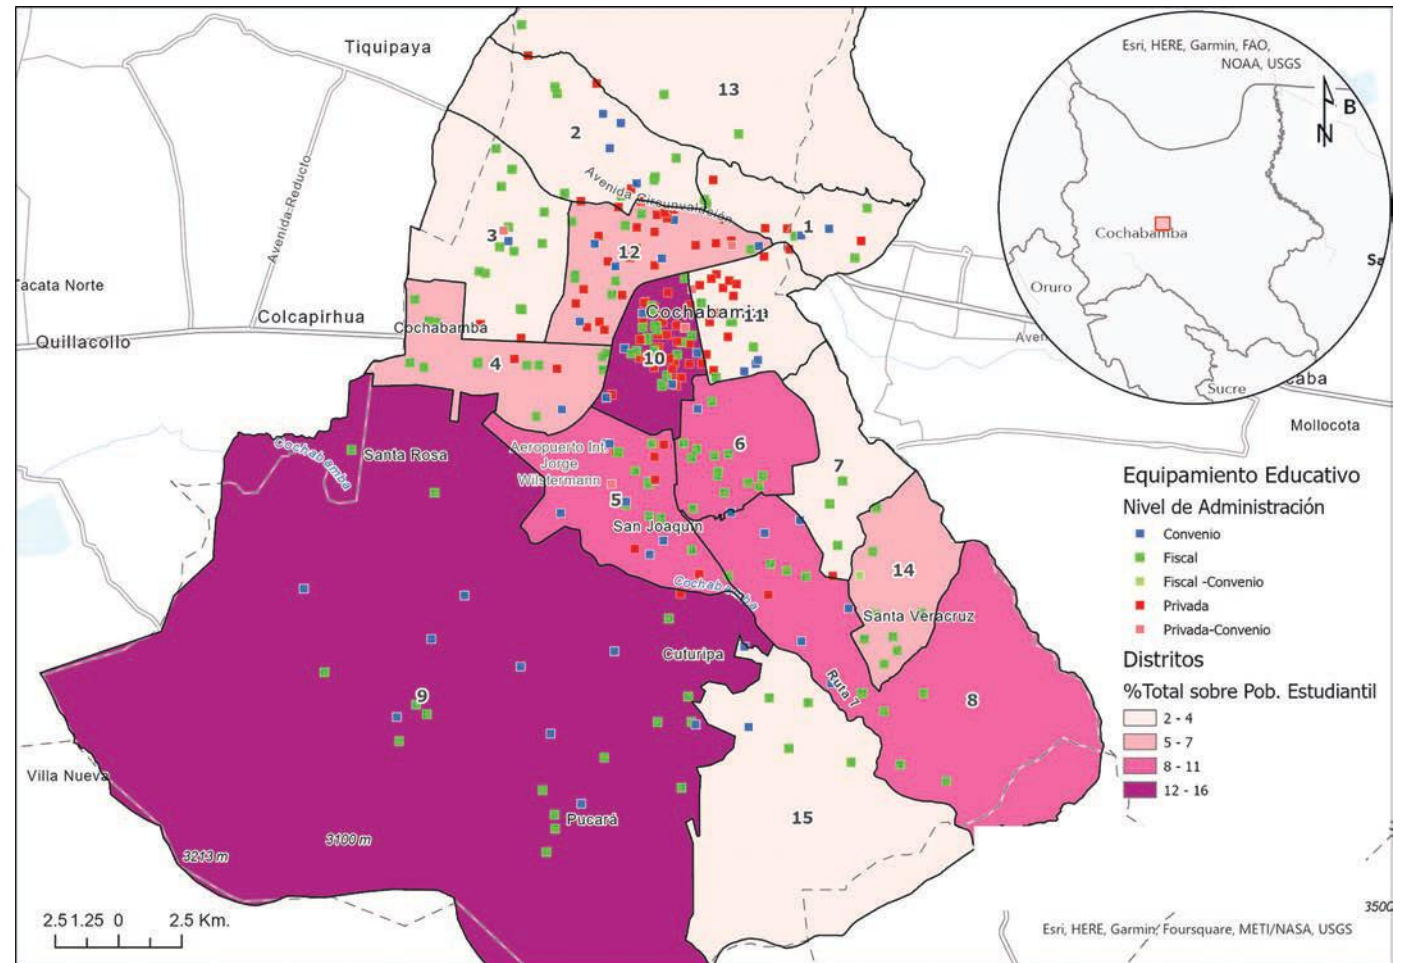 Tiquipaya
13
2
Avenida Circunvalación
Avenida-Reducto
3
12
1
Tacata Norte
Colcapirhua
Cochabamba
Cochabamba
11
Quillacollo
10
4
Cochabamba
Santa Rosa
Aeropuerto Int.
Jorge
Wilstermann
6
7
5
San Joaquín
14
Cochabamba
Santa Veracruz
Cuturipa
9
Ruta 7
8
Villa Nueva
Pucará
15
3100 m
3213 m
2.5 1.25 0 2.5 Km.
Esri, HERE, Garmin, FAO,
NOAA, USGS
B
N
Cochabamba
Oruro
Sucre
Mollocota
Equipamiento Educativo
Nivel de Administración
Convenio
Fiscal
Fiscal -Convenio
Privada
Privada-Convenio
Distritos
%Total sobre Pob. Estudiantil
2 - 4
5 - 7
8 - 11
12 - 16
Esri, HERE, Garmin, Foursquare, METI/NASA, USGS